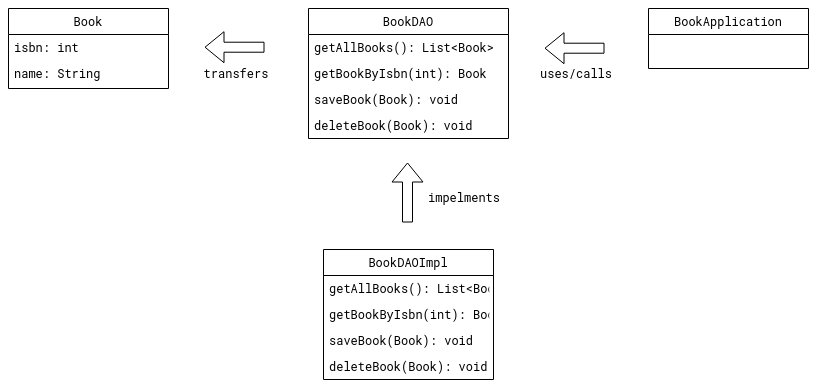 Book
isbn: int
name: String
transfers
BookDAO
getAllBooks(): List<Book>
getBookByIsbn(int): Book
saveBook(Book): void
deleteBook(Book): void
uses/calls
BookApplication
impelments
BookDAOImpl
getAllBooks(): List<Boo
getBookByIsbn(int): Boo
saveBook(Book): void
deleteBook(Book): void